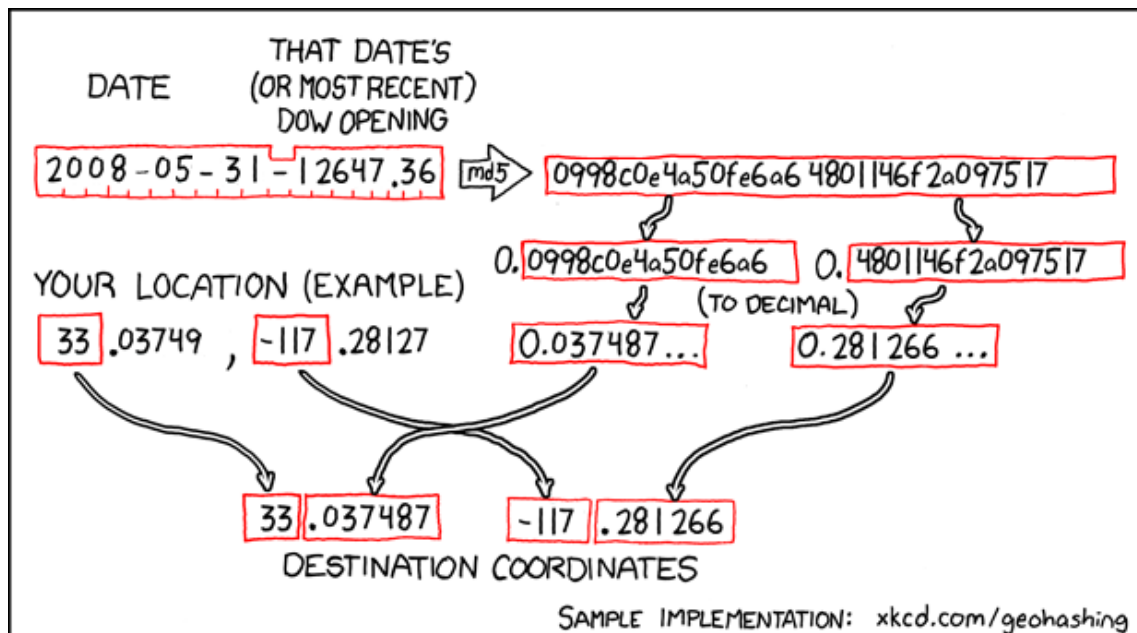 DATE
THAT DATE'S
(OR MOST RECENT)
DOW OPENING
2008-05-31-12647.36
md5
0998c0e4a50fe6a6 4801146f2a097517
0.0998c0e4a50fe6a6
0.4801146f2a097517
YOUR LOCATION (EXAMPLE)
(TO DECIMAL)
33.03749, -117.28127
0.037487...
0.281266...
33.037487
-117.281266
DESTINATION COORDINATES
SAMPLE IMPLEMENTATION: xkcd.com/geohashing